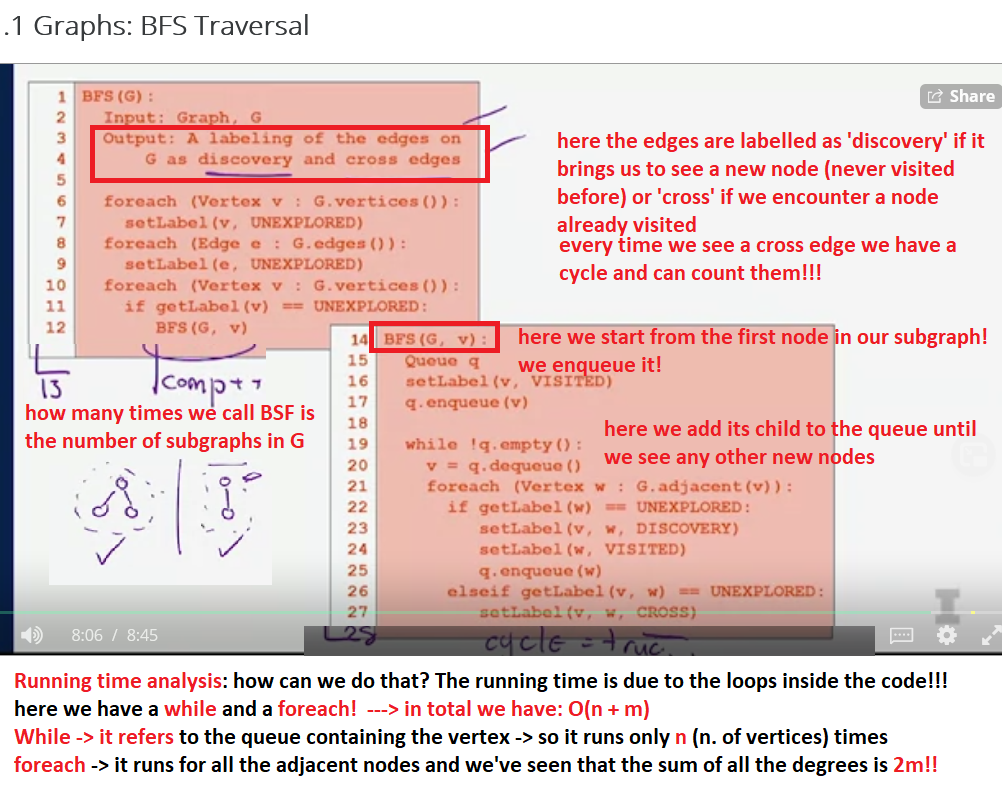 .1 Graphs: BFS Traversal
Share
1 BFS(G):
2 Input: Graph, G
3 Output: A labeling of the edges on
4 G as discovery and cross edges
5
6 foreach (Vertex v : G.vertices()):
7 setLabel(v, UNEXPLORED)
8 foreach (Edge e : G.edges()):
9 setLabel(e, UNEXPLORED)
10 foreach (Vertex v : G.vertices()):
11 if getLabel(v) == UNEXPLORED:
12 BFS(G, v)
13
Comp++
here the edges are labelled as 'discovery' if it
brings us to see a new node (never visited
before) or 'cross' if we encounter a node
already visited
every time we see a cross edge we have a
cycle and can count them!!!
14 BFS(G, v):
15 Queue q
16 setLabel(v, VISITED)
17 q.enqueue(v)
18
19 while !q.empty():
20 v = q.dequeue()
21 foreach (Vertex w : G.adjacent(v)):
22 if getLabel(w) == UNEXPLORED:
23 setLabel(v, w, DISCOVERY)
24 setLabel(w, VISITED)
25 q.enqueue(w)
26 elseif getLabel(v, w) == UNEXPLORED:
27 setLabel(v, w, CROSS)
28 cycle = true
here we start from the first node in our subgraph!
we enqueue it!
how many times we call BSF is
the number of subgraphs in G
here we add its child to the queue until
we see any other new nodes
8:06 / 8:45
Running time analysis: how can we do that? The running time is due to the loops inside the code!!!
here we have a while and a foreach! ---> in total we have: O(n + m)
While -> it refers to the queue containing the vertex -> so it runs only n (n. of vertices) times
foreach -> it runs for all the adjacent nodes and we've seen that the sum of all the degrees is 2m!!